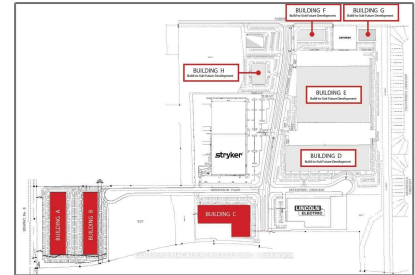 BUILDING F
Build-to-Suit Future Development
BUILDING G
Build-to-Suit Future Development
BUILDING H
Build-to-Suit Future Development
BUILDING E
Build-to-Suit Future Development
stryker
BUILDING D
Build-to-Suit Future Development
BUILDING A
BUILDING B
BUILDING C
LINCOLN
ELECTRIC